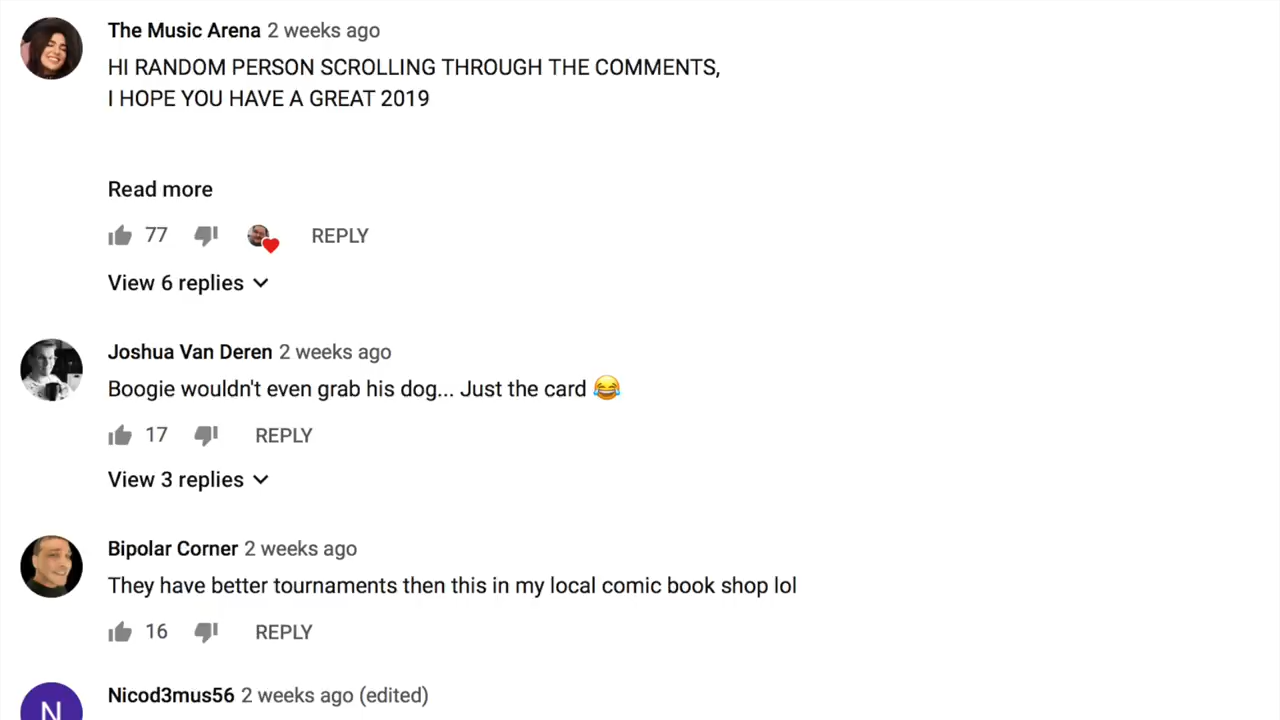 The Music Arena 2 weeks ago
HI RANDOM PERSON SCROLLING THROUGH THE COMMENTS,
I HOPE YOU HAVE A GREAT 2019
Read more
77 REPLY
View 6 replies
Joshua Van Deren 2 weeks ago
Boogie wouldn't even grab his dog... Just the card 😂
17 REPLY
View 3 replies
Bipolar Corner 2 weeks ago
They have better tournaments then this in my local comic book shop lol
16 REPLY
Nicod3mus56 2 weeks ago (edited)
N